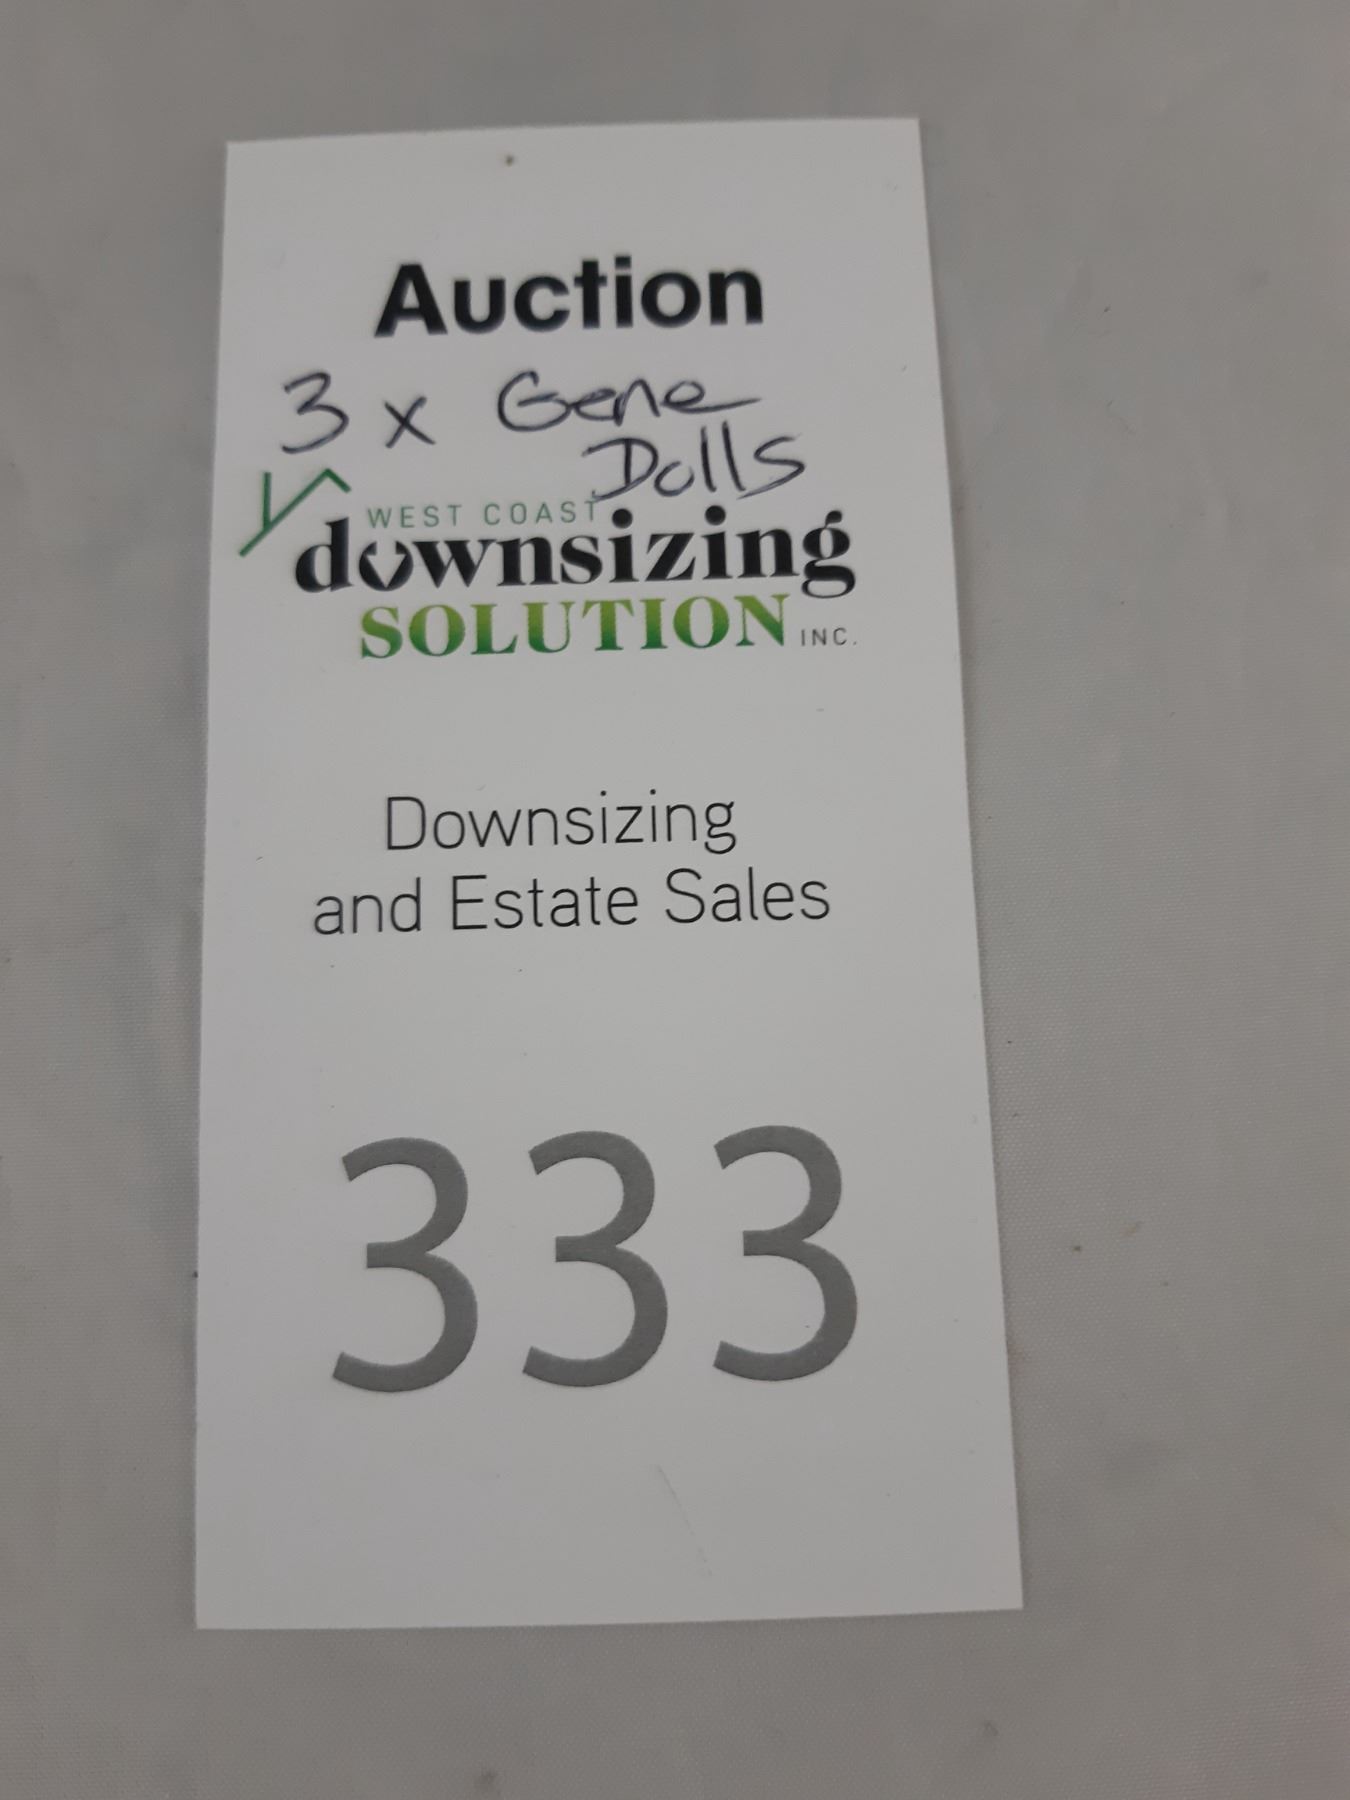 Auction
3 x Gene
Dolls
WEST COAST
downsizing
SOLUTION INC.
Downsizing
and Estate Sales
333